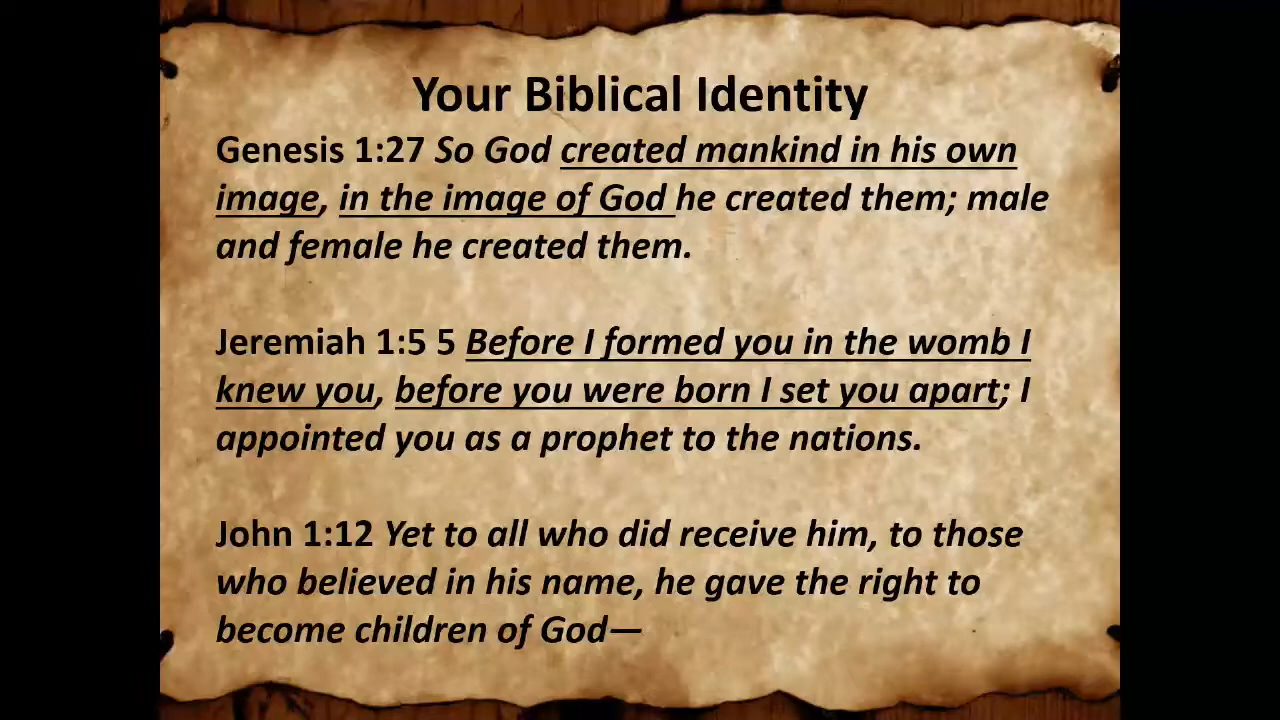 Your Biblical Identity
Genesis 1:27 So God created mankind in his own
image, in the image of God he created them; male
and female he created them.
Jeremiah 1:5 5 Before I formed you in the womb I
knew you, before you were born I set you apart; I
appointed you as a prophet to the nations.
John 1:12 Yet to all who did receive him, to those
who believed in his name, he gave the right to
become children of God—